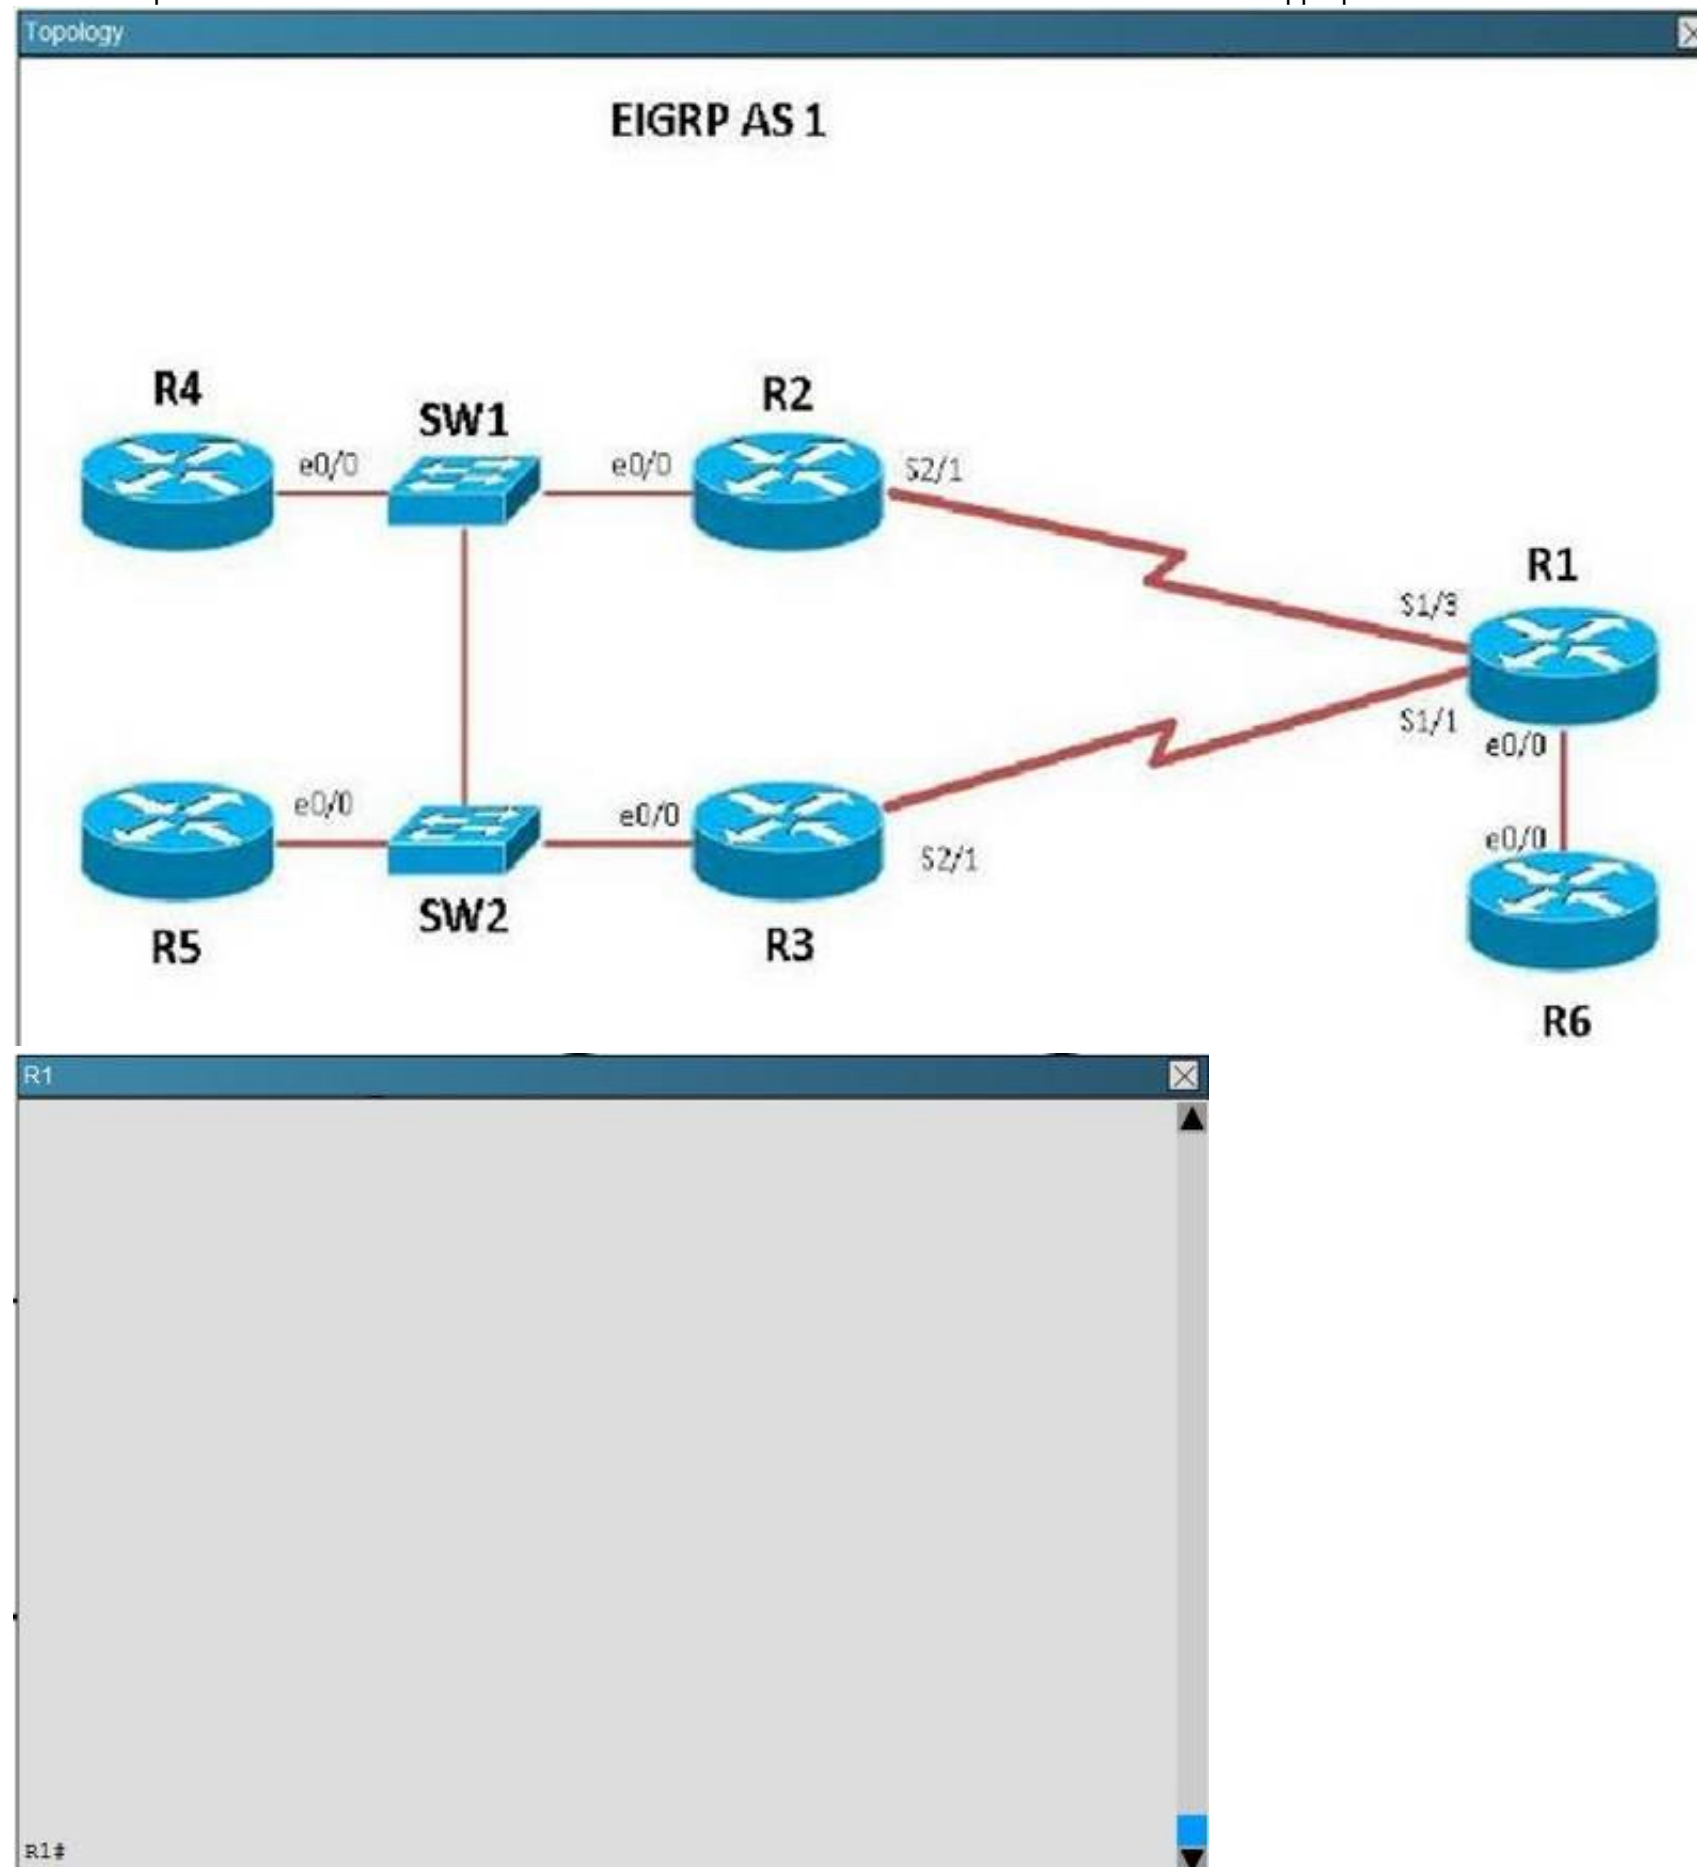 Topology
EIGRP AS 1
R4
SW1
R2
e0/0
e0/0
S2/1
R1
S1/3
S1/1
e0/0
e0/0
e0/0
e0/0
S2/1
SW2
R5
R3
R6
R1
R1#